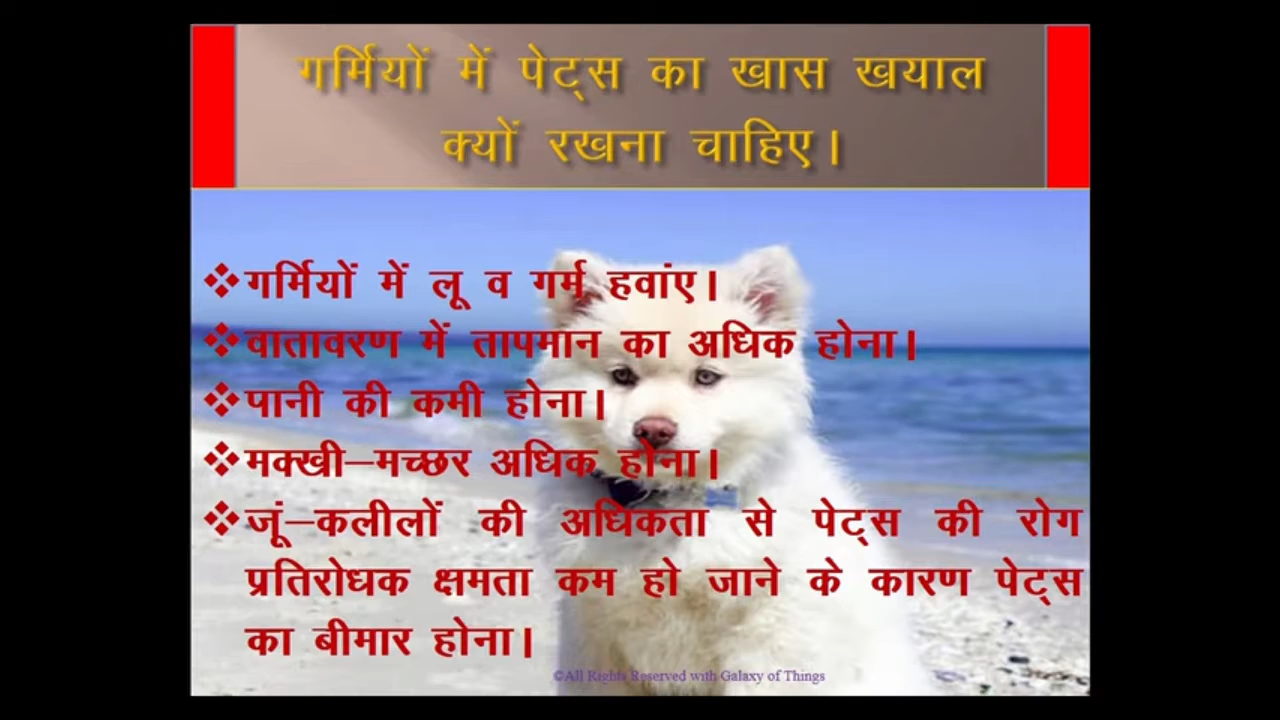 गर्मियों में पेट्स का खास खयाल
क्यों रखना चाहिए।
❖गर्मियों में लू व गर्म हवांए।
❖वातावरण में तापमान का अधिक होना।
❖पानी की कमी होना।
❖मक्खी–मच्छर अधिक होना।
❖जूं–कलीलों की अधिकता से पेट्स की रोग
प्रतिरोधक क्षमता कम हो जाने के कारण पेट्स
का बीमार होना।
©All Rights Reserved with Galaxy of Things